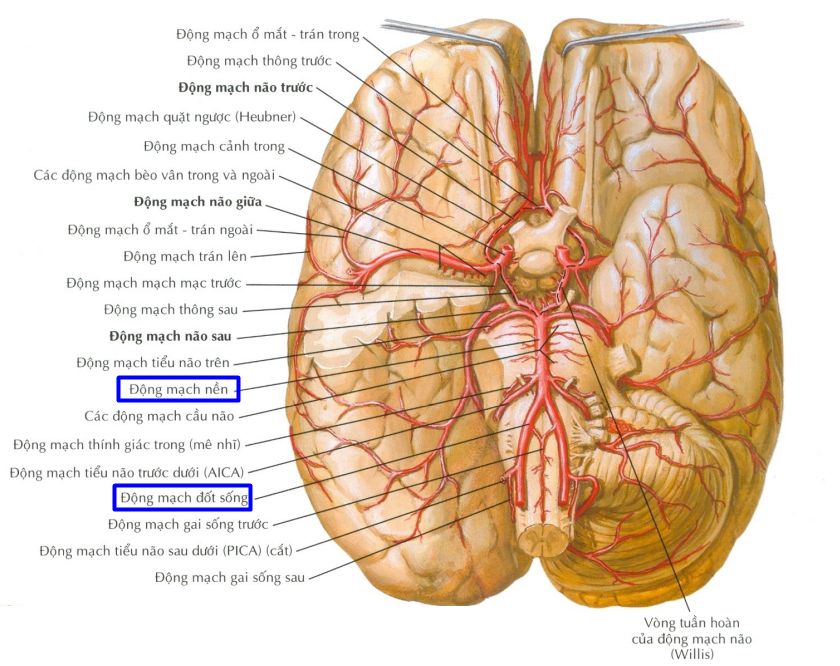 Động mạch ổ mắt - trán trong
Động mạch thông trước
Động mạch não trước
Động mạch quặt ngược (Heubner)
Động mạch cảnh trong
Các động mạch bèo vân trong và ngoài
Động mạch não giữa
Động mạch ổ mắt - trán ngoài
Động mạch trán lên
Động mạch mạch mạc trước
Động mạch thông sau
Động mạch não sau
Động mạch tiểu não trên
Động mạch nền
Các động mạch cầu não
Động mạch thính giác trong (mê nhĩ)
Động mạch tiểu não trước dưới (AICA)
Động mạch đốt sống
Động mạch gai sống trước
Động mạch tiểu não sau dưới (PICA) (cắt)
Động mạch gai sống sau
Vòng tuần hoàn
của động mạch não
(Willis)